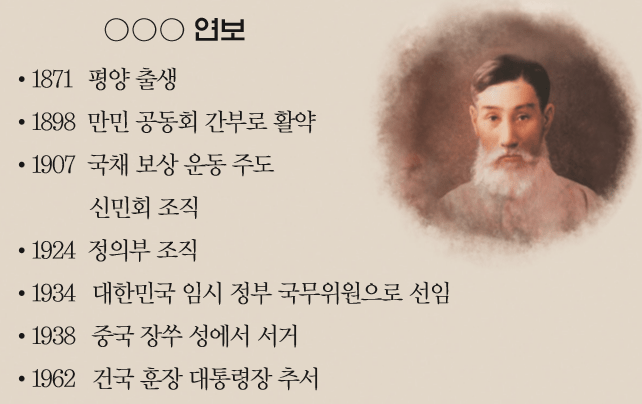 ○○○ 연보
• 1871 평양 출생
• 1898 만민 공동회 간부로 활약
• 1907 국채 보상 운동 주도
신민회 조직
• 1924 정의부 조직
• 1934 대한민국 임시 정부 국무위원으로 선임
• 1938 중국 장쑤 성에서 서거
• 1962 건국 훈장 대통령장 추서